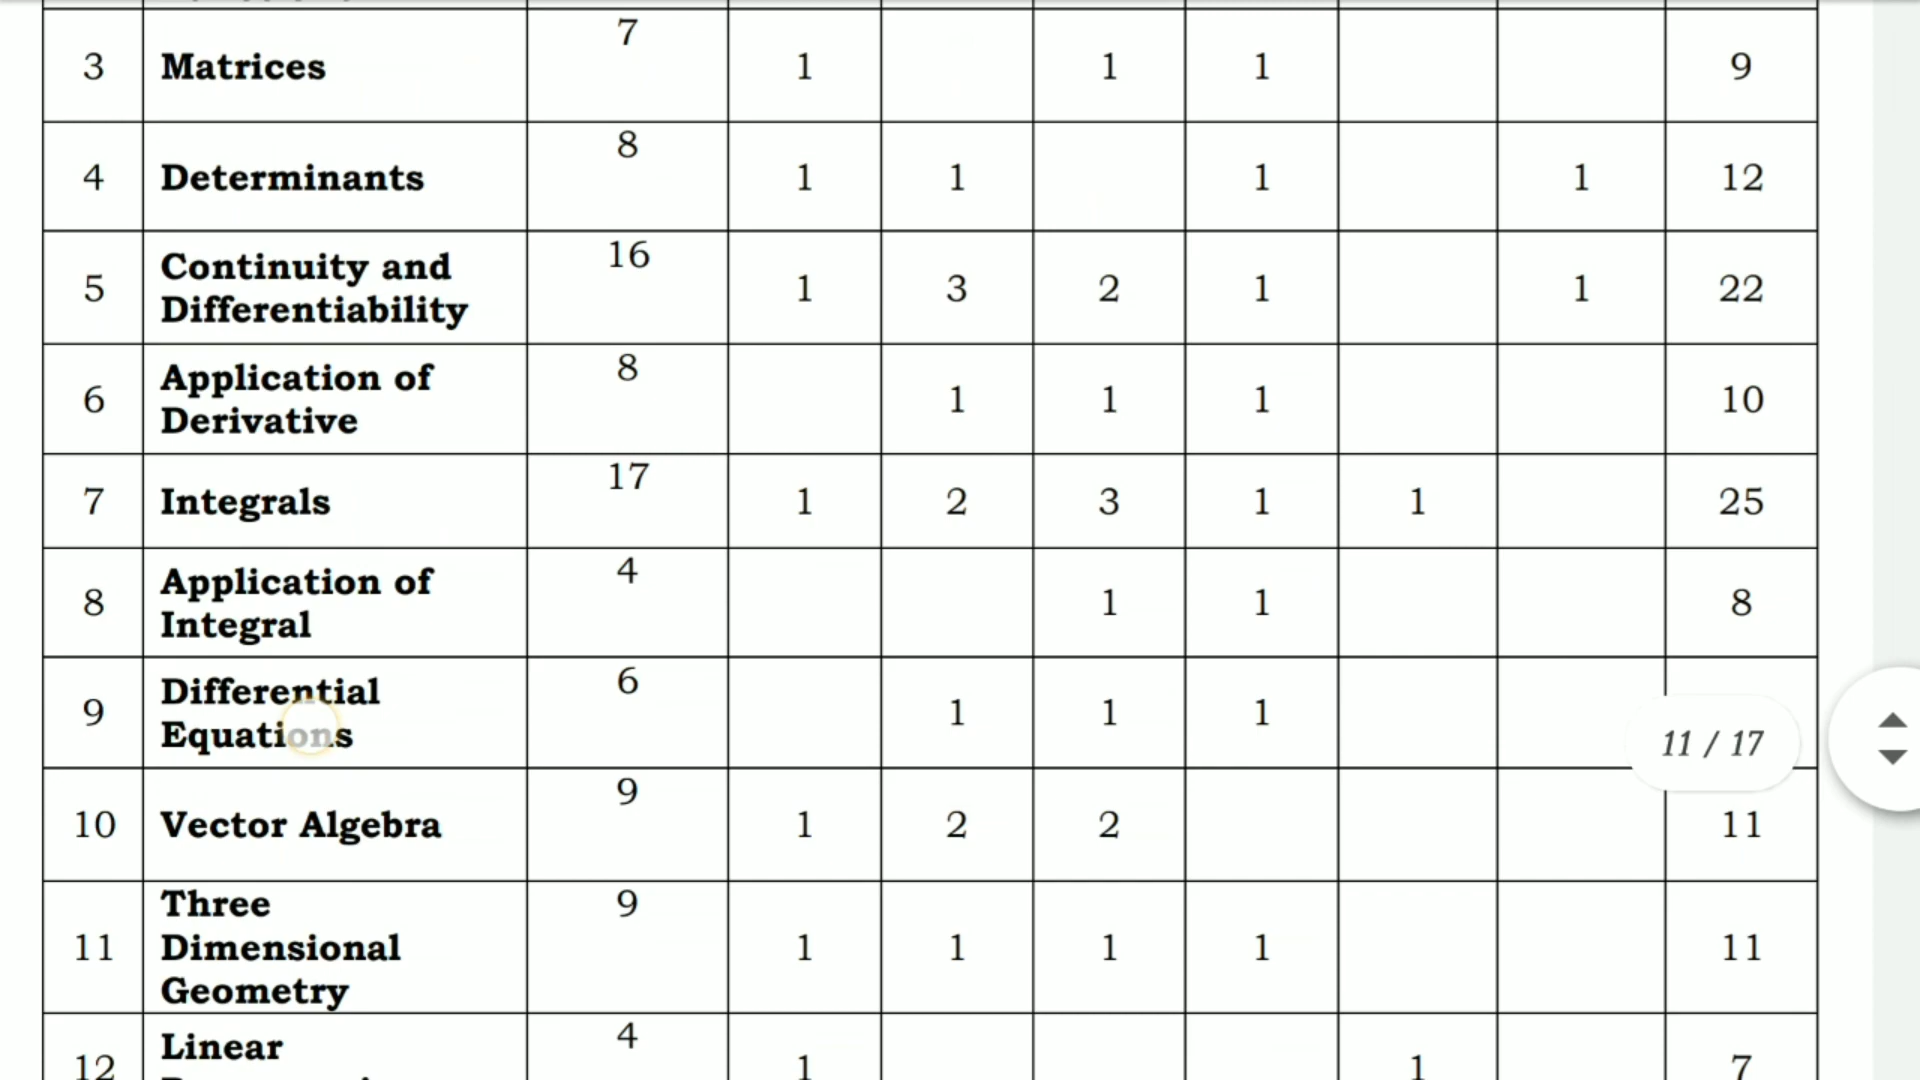 7
3 Matrices 1 1 1 9
8
4 Determinants 1 1 1 1 12
16
Continuity and
5 1 3 2 1 1 22
Differentiability
8
Application of
6 1 1 1 10
Derivative
17
7 Integrals 1 2 3 1 1 25
4
Application of
8 1 1 8
Integral
6
Differential
9 1 1 1
Equations
11 / 17
9
10 Vector Algebra 1 2 2 11
9
Three
11 Dimensional 1 1 1 1 11
Geometry
4
Linear
12 1 1 7